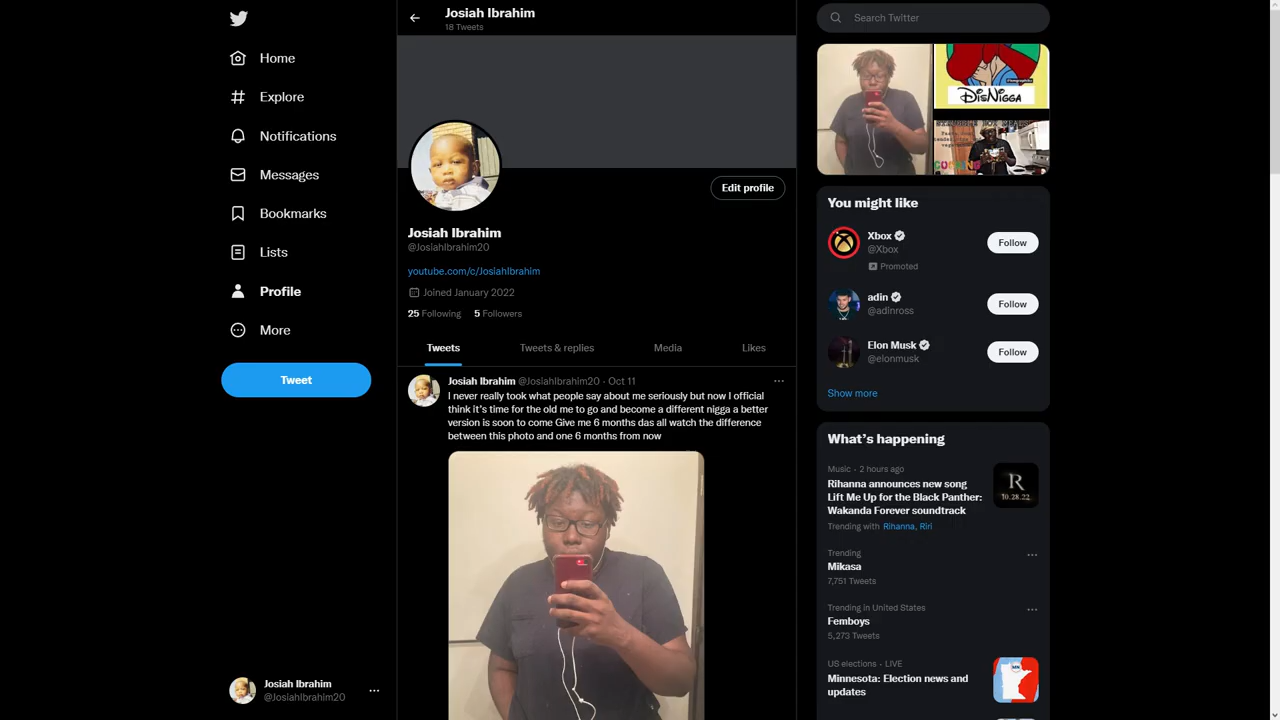 Josiah Ibrahim
18 Tweets
Home
Explore
Notifications
Messages
Bookmarks
Lists
Profile
More
Tweet
Josiah Ibrahim
@JosiahIbrahim20
Edit profile
Josiah Ibrahim
@JosiahIbrahim20
youtube.com/c/JosiahIbrahim
Joined January 2022
25 Following 5 Followers
Tweets Tweets & replies Media Likes
Josiah Ibrahim @JosiahIbrahim20 · Oct 11
I never really took what people say about me seriously but now I official
think it's time for the old me to go and become a different nigga a better
version is soon to come Give me 6 months das all watch the difference
between this photo and one 6 months from now
Search Twitter
DisNigga
COOKING
You might like
Xbox
@Xbox
Promoted
Follow
adin
@adinross
Follow
Elon Musk
@elonmusk
Follow
Show more
What's happening
Music · 2 hours ago
Rihanna announces new song
Lift Me Up for the Black Panther:
Wakanda Forever soundtrack
Trending with Rihanna, Riri
R
10.28.22
Trending
Mikasa
7,751 Tweets
Trending in United States
Femboys
5,273 Tweets
US elections · LIVE
Minnesota: Election news and
updates
MN